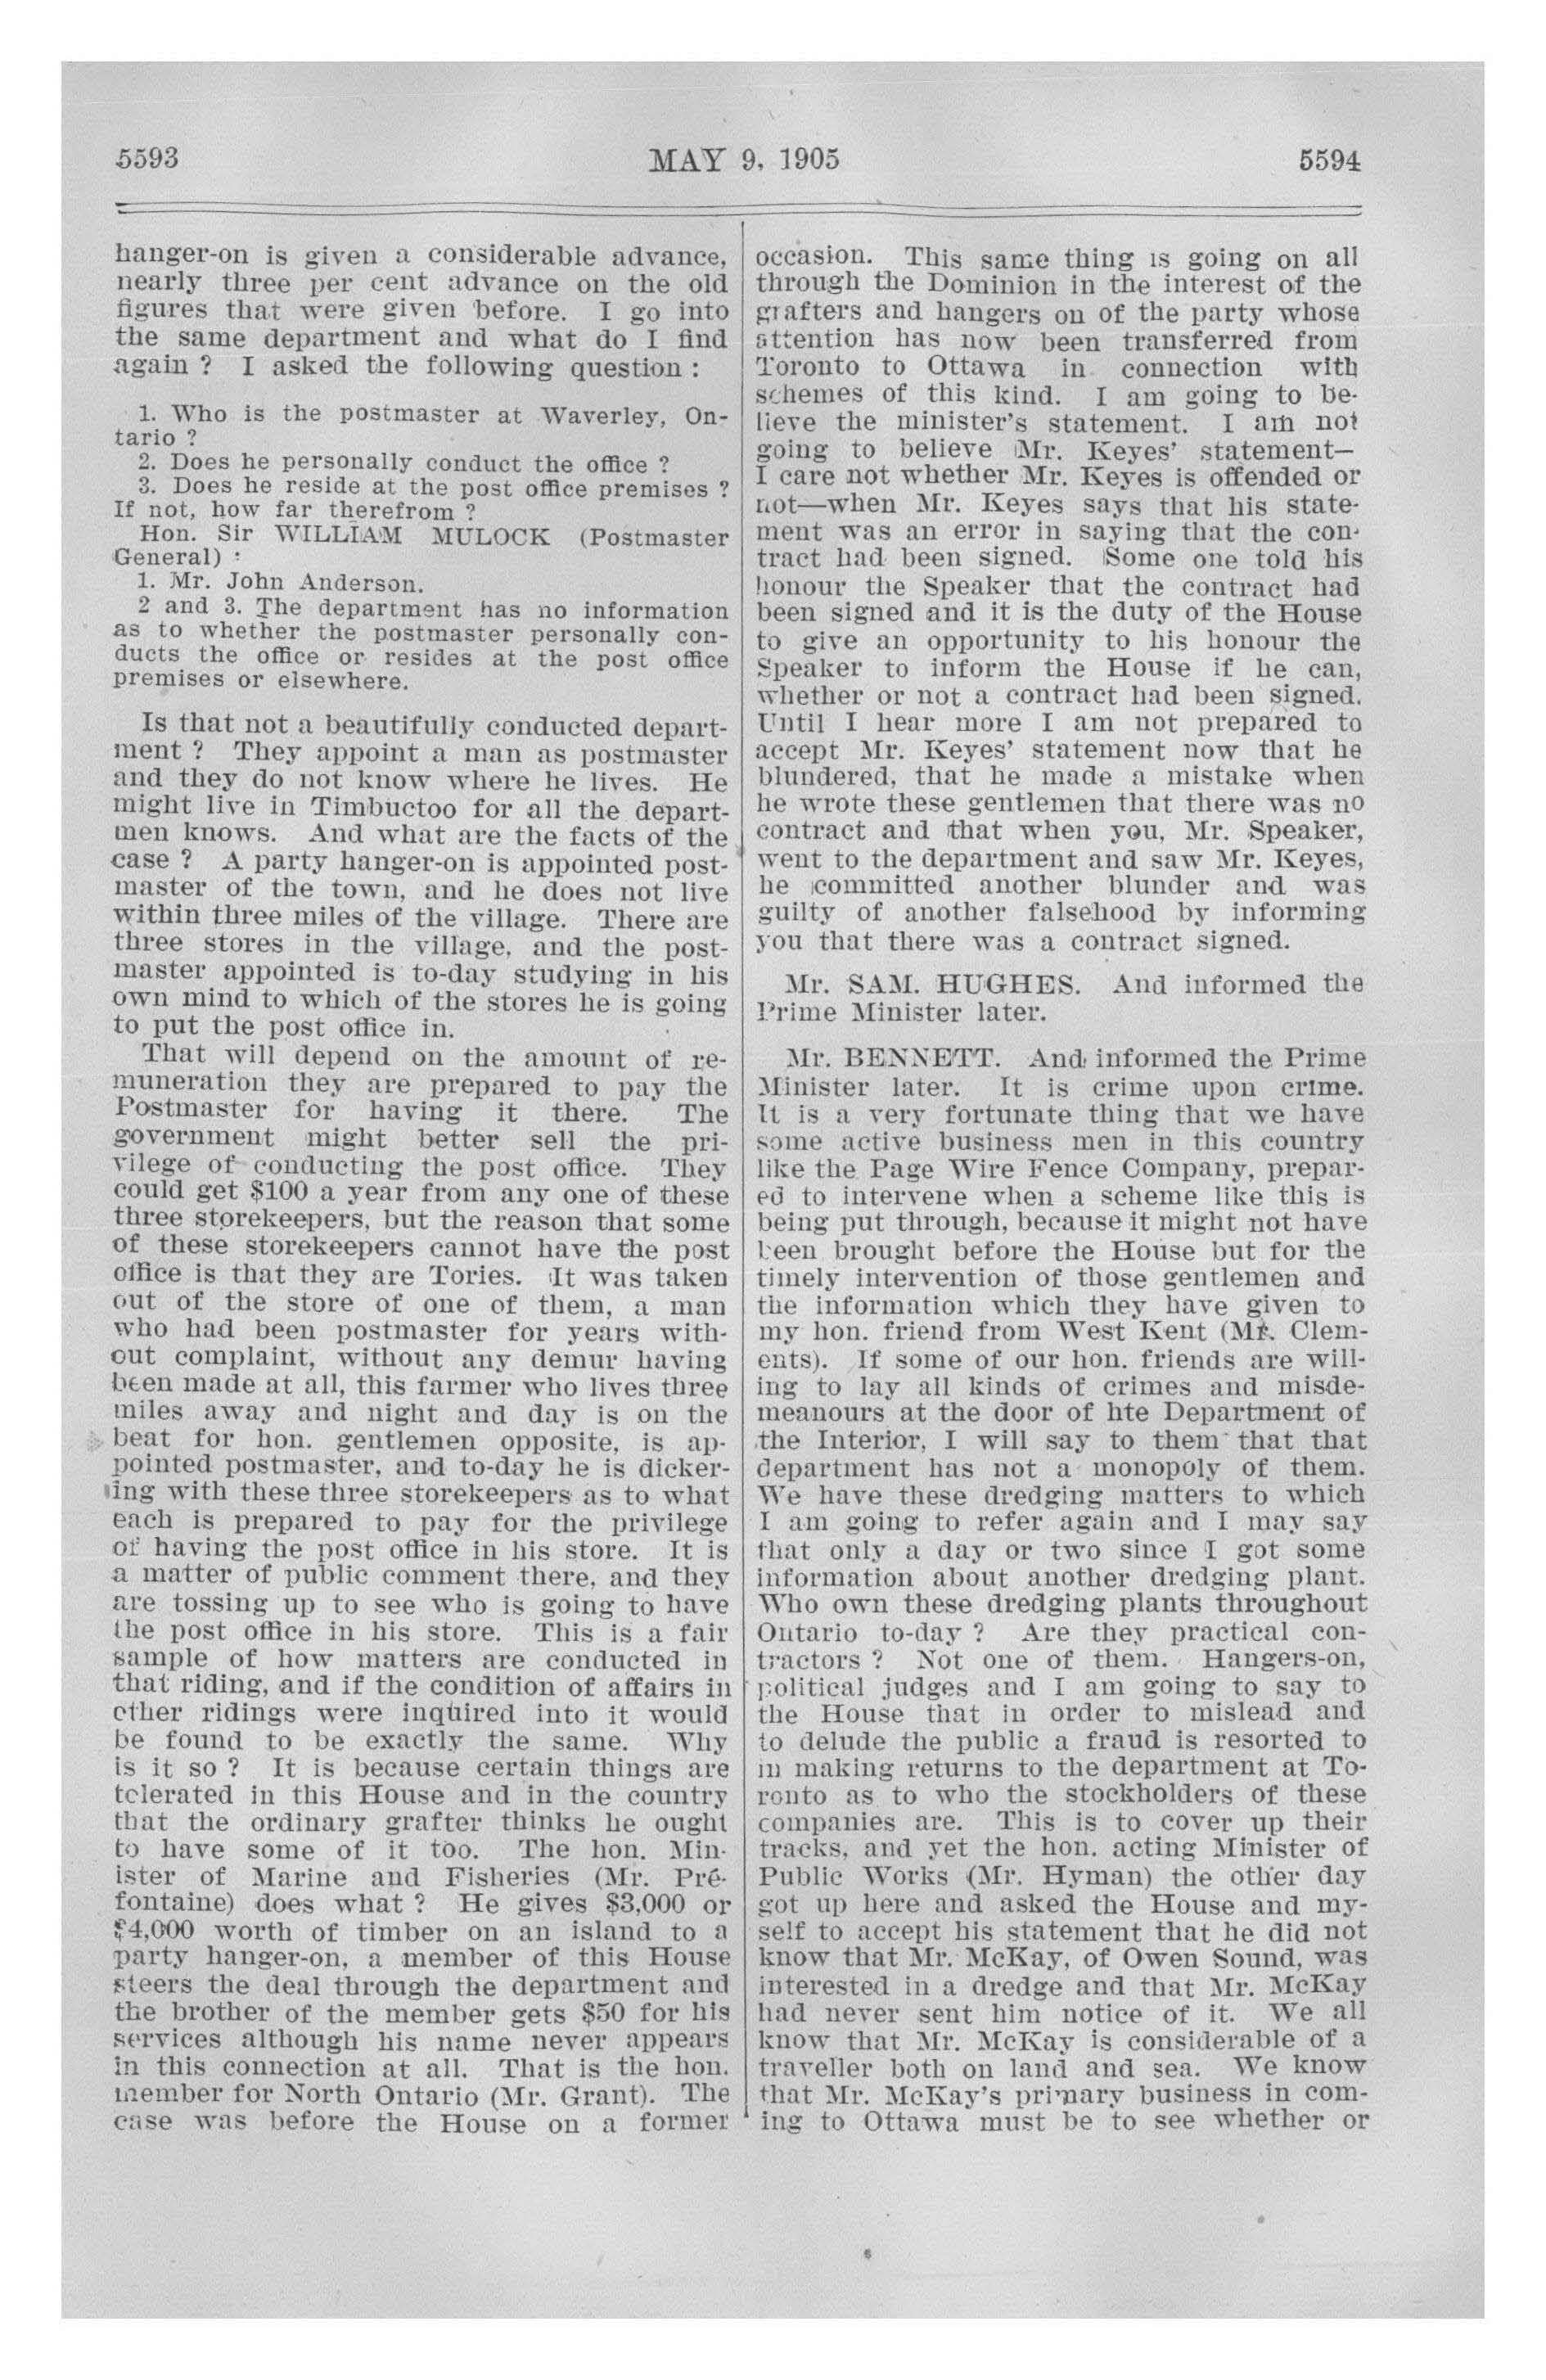 5593
MAY 9, 1905
5594
hanger-on is given a considerable advance,
nearly three per cent advance on the old
figures that were given before. I go into
the same department and what do I find
again ? I asked the following question :
1. Who is the postmaster at Waverley, On-
tario ?
2. Does he personally conduct the office ?
3. Does he reside at the post office premises ?
If not, how far therefrom ?
Hon. Sir WILLIAM MULOCK (Postmaster
General) :
1. Mr. John Anderson.
2 and 3. The department has no information
as to whether the postmaster personally con-
ducts the office or resides at the post office
premises or elsewhere.
Is that not a beautifully conducted depart-
ment ? They appoint a man as postmaster
and they do not know where he lives. He
might live in Timbuctoo for all the depart-
men knows. And what are the facts of the
case ? A party hanger-on is appointed post-
master of the town, and he does not live
within three miles of the village. There are
three stores in the village, and the post-
master appointed is to-day studying in his
own mind to which of the stores he is going
to put the post office in.
That will depend on the amount of re-
muneration they are prepared to pay the
Postmaster for having it there. The
government might better sell the pri-
vilege of conducting the post office. They
could get $100 a year from any one of these
three storekeepers, but the reason that some
of these storekeepers cannot have the post
office is that they are Tories. It was taken
out of the store of one of them, a man
who had been postmaster for years with-
out complaint, without any demur having
been made at all, this farmer who lives three
miles away and night and day is on the
beat for hon. gentlemen opposite, is ap-
pointed postmaster, and to-day he is dicker-
ing with these three storekeepers as to what
each is prepared to pay for the privilege
of having the post office in his store. It is
a matter of public comment there, and they
are tossing up to see who is going to have
the post office in his store. This is a fair
sample of how matters are conducted in
that riding, and if the condition of affairs in
other ridings were inquired into it would
be found to be exactly the same. Why
is it so ? It is because certain things are
tolerated in this House and in the country
that the ordinary grafter thinks he ought
to have some of it too. The hon. Min-
ister of Marine and Fisheries (Mr. Pré-
fontaine) does what ? He gives $3,000 or
$4,000 worth of timber on an island to a
party hanger-on, a member of this House
steers the deal through the department and
the brother of the member gets $50 for his
services although his name never appears
in this connection at all. That is the hon.
member for North Ontario (Mr. Grant). The
case was before the House on a former
occasion. This same thing is going on all
through the Dominion in the interest of the
grafters and hangers on of the party whose
attention has now been transferred from
Toronto to Ottawa in connection with
schemes of this kind. I am going to be-
lieve the minister's statement. I am not
going to believe Mr. Keyes' statement—
I care not whether Mr. Keyes is offended or
not—when Mr. Keyes says that his state-
ment was an error in saying that the con-
tract had been signed. Some one told his
honour the Speaker that the contract had
been signed and it is the duty of the House
to give an opportunity to his honour the
Speaker to inform the House if he can,
whether or not a contract had been signed.
Until I hear more I am not prepared to
accept Mr. Keyes' statement now that he
blundered, that he made a mistake when
he wrote these gentlemen that there was no
contract and that when you, Mr. Speaker,
went to the department and saw Mr. Keyes,
he committed another blunder and was
guilty of another falsehood by informing
you that there was a contract signed.
Mr. SAM. HUGHES. And informed the
Prime Minister later.
Mr. BENNETT. And informed the Prime
Minister later. It is crime upon crime.
It is a very fortunate thing that we have
some active business men in this country
like the Page Wire Fence Company, prepar-
ed to intervene when a scheme like this is
being put through, because it might not have
been brought before the House but for the
timely intervention of those gentlemen and
the information which they have given to
my hon. friend from West Kent (Mr. Clem-
ents). If some of our hon. friends are will-
ing to lay all kinds of crimes and misde-
meanours at the door of hte Department of
the Interior, I will say to them that that
department has not a monopoly of them.
We have these dredging matters to which
I am going to refer again and I may say
that only a day or two since I got some
information about another dredging plant.
Who own these dredging plants throughout
Ontario to-day ? Are they practical con-
tractors ? Not one of them. Hangers-on,
political judges and I am going to say to
the House that in order to mislead and
to delude the public a fraud is resorted to
in making returns to the department at To-
ronto as to who the stockholders of these
companies are. This is to cover up their
tracks, and yet the hon. acting Minister of
Public Works (Mr. Hyman) the other day
got up here and asked the House and my-
self to accept his statement that he did not
know that Mr. McKay, of Owen Sound, was
interested in a dredge and that Mr. McKay
had never sent him notice of it. We all
know that Mr. McKay is considerable of a
traveller both on land and sea. We know
that Mr. McKay's primary business in com-
ing to Ottawa must be to see whether or